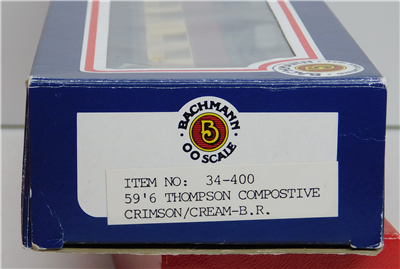 BACHMANN
B
OO SCALE
ITEM NO: 34-400
59'6 THOMPSON COMPOSTIVE
CRIMSON/CREAM-B.R.